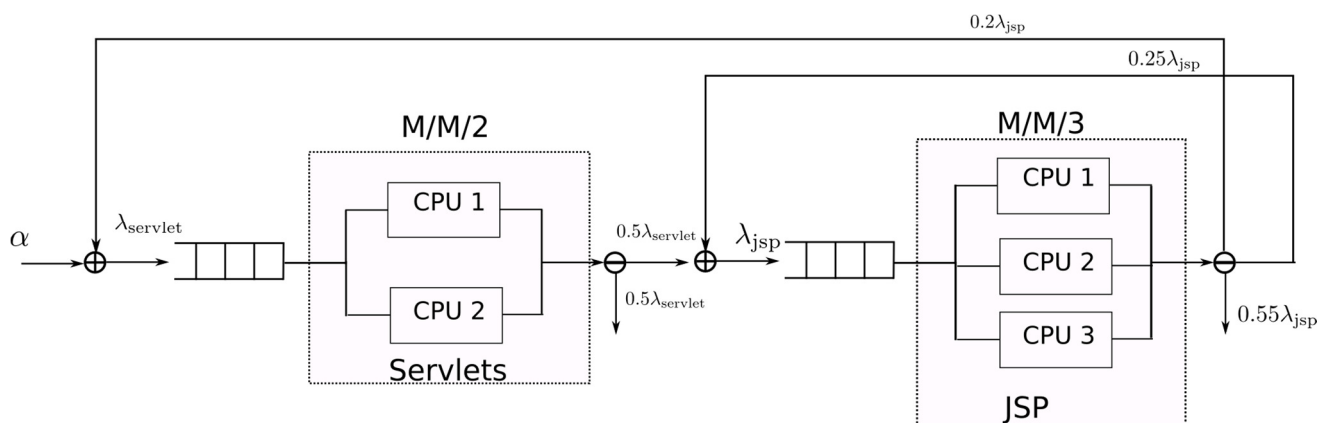 0.2λjsp
0.25λjsp
M/M/2
M/M/3
CPU 1
CPU 1
α
λservlet
0.5λservlet
λjsp
CPU 2
0.5λservlet
CPU 2
0.55λjsp
CPU 3
Servlets
JSP